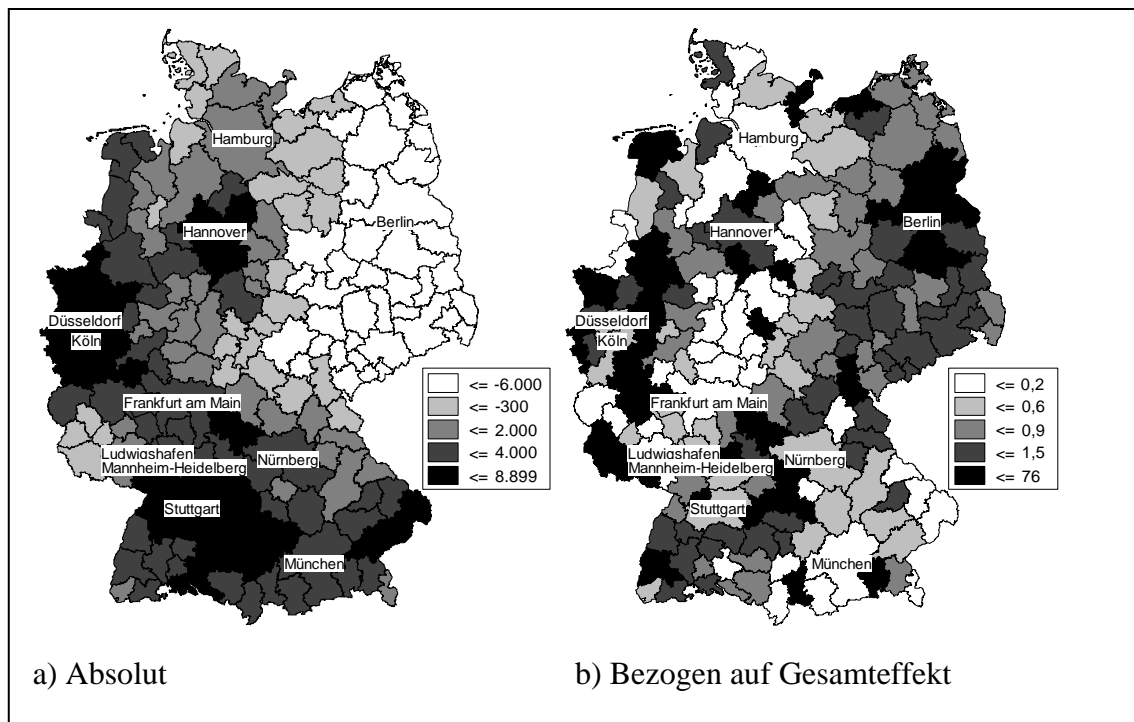 Hamburg
Hannover
Berlin
Düsseldorf
Köln
Frankfurt am Main
Ludwigshafen
Mannheim-Heidelberg
Nürnberg
Stuttgart
München
<= -6.000
<= -300
<= 2.000
<= 4.000
<= 8.899
a) Absolut
Hamburg
Hannover
Berlin
Düsseldorf
Köln
Frankfurt am Main
Ludwigshafen
Mannheim-Heidelberg
Nürnberg
Stuttgart
München
<= 0,2
<= 0,6
<= 0,9
<= 1,5
<= 76
b) Bezogen auf Gesamteffekt